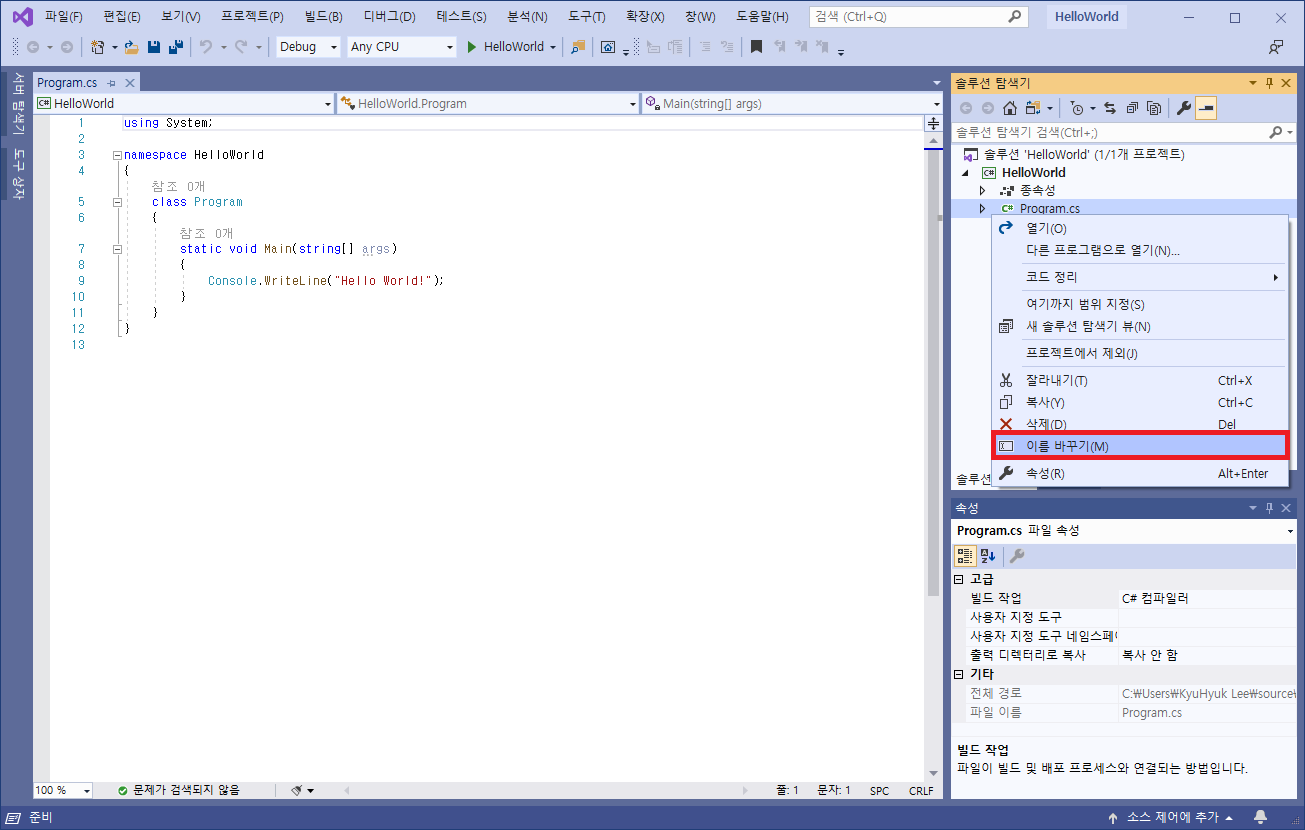 파일(F) 편집(E) 보기(V) 프로젝트(P) 빌드(B) 디버그(D) 테스트(S) 분석(N) 도구(T) 확장(X) 창(W) 도움말(H) 검색 (Ctrl+Q) HelloWorld
Debug Any CPU HelloWorld
서버 탐색기
도구 상자
Program.cs
HelloWorld HelloWorld.Program Main(string[] args)
1 using System;
2
3 namespace HelloWorld
4 {
참조 0개
5 class Program
6 {
참조 0개
7 static void Main(string[] args)
8 {
9 Console.WriteLine("Hello World!");
10 }
11 }
12 }
13
100 % 문제가 검색되지 않음 줄: 1 문자: 1 SPC CRLF
솔루션 탐색기
솔루션 탐색기 검색(Ctrl+;)
솔루션 'HelloWorld' (1/1개 프로젝트)
HelloWorld
종속성
Program.cs
열기(O)
다른 프로그램으로 열기(N)...
코드 정리
여기까지 범위 지정(S)
새 솔루션 탐색기 뷰(N)
프로젝트에서 제외(J)
잘라내기(T) Ctrl+X
복사(Y) Ctrl+C
삭제(D) Del
이름 바꾸기(M)
속성(R) Alt+Enter
솔루션
속성
Program.cs 파일 속성
고급
빌드 작업 C# 컴파일러
사용자 지정 도구
사용자 지정 도구 네임스페이
출력 디렉터리로 복사 복사 안 함
기타
전체 경로 C:₩Users₩KyuHyuk Lee₩source₩
파일 이름 Program.cs
빌드 작업
파일이 빌드 및 배포 프로세스와 연결되는 방법입니다.
준비 소스 제어에 추가